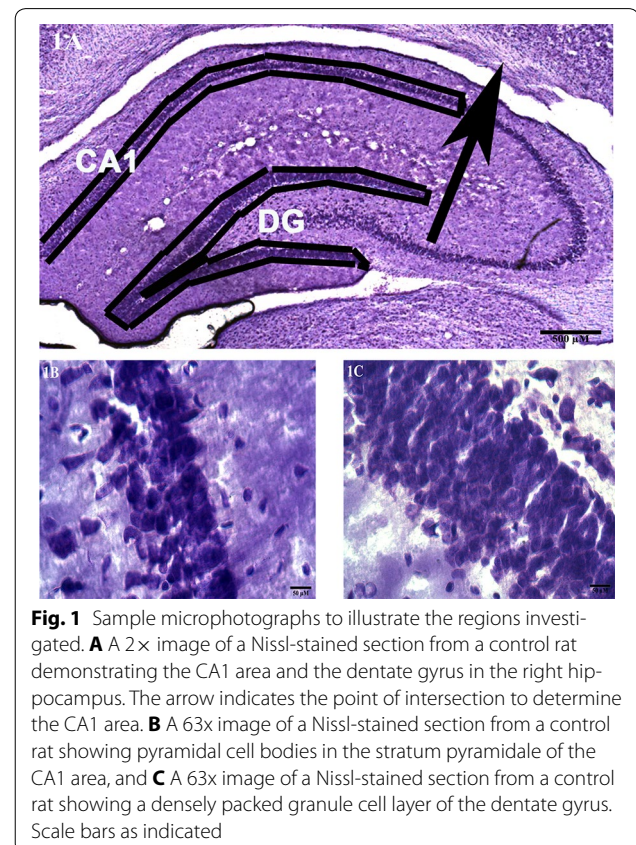 1A
CA1
DG
500 µM
1B
50 µM
1C
50 µM
Fig. 1 Sample microphotographs to illustrate the regions investi-
gated. A A 2× image of a Nissl-stained section from a control rat
demonstrating the CA1 area and the dentate gyrus in the right hip-
pocampus. The arrow indicates the point of intersection to determine
the CA1 area. B A 63x image of a Nissl-stained section from a control
rat showing pyramidal cell bodies in the stratum pyramidale of the
CA1 area, and C A 63x image of a Nissl-stained section from a control
rat showing a densely packed granule cell layer of the dentate gyrus.
Scale bars as indicated